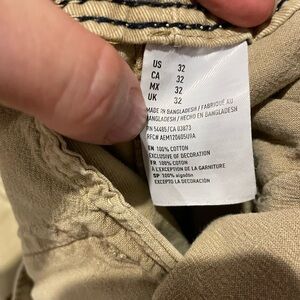 US 32
CA 32
MX 32
UK 32
MADE IN BANGLADESH / FABRIQUÉ AU
BANGLADESH / HECHO EN BANGLADESH
RN 54485/CA 03873
RFC# AEM120605U9A
EN 100% COTTON
EXCLUSIVE OF DECORATION
FR 100% COTON
À L'EXCEPTION DE LA GARNITURE
SP 100% algodón
EXCEPTO LA DECORACIÓN